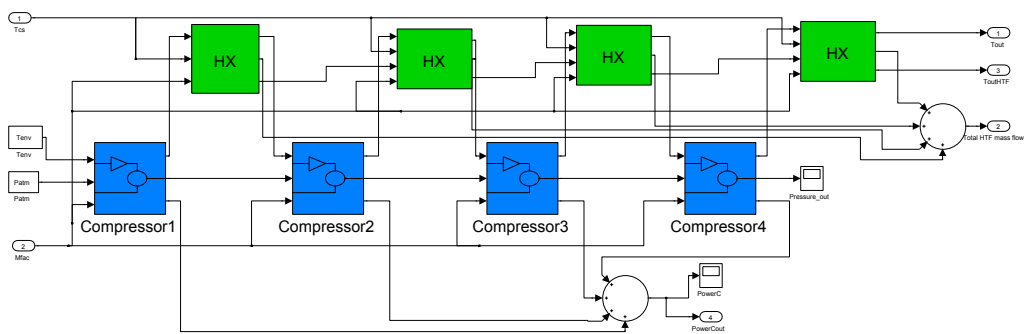 1
Tcs
HX
HX
HX
HX
1
Tout
3
ToutHTF
+
+
+
+
2
Total HTF mass flow
Tenv
Tenv
Patm
Patm
Compressor1
Compressor2
Compressor3
Compressor4
Pressure_out
2
Mfac
+
+
+
+
PowerC
4
PowerCout